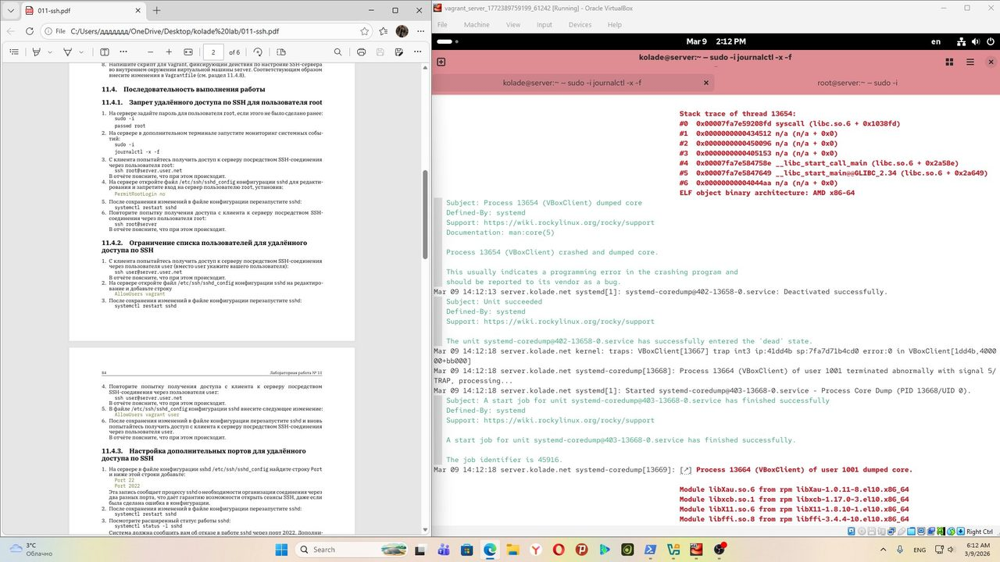 011-ssh.pdf
File
C:/Users/ддддддд/OneDrive/Desktop/kolade%20lab/011-ssh.pdf
2 of 6
8. Напишите скрипт для Vagrant, фиксирующий действия по настройке SSH-сервера
во внутреннем окружении виртуальной машины server. Соответствующим образом
внесите изменения в Vagrantfile (см. раздел 11.4.8).
11.4. Последовательность выполнения работы
11.4.1. Запрет удалённого доступа по SSH для пользователя root
1. На сервере задайте пароль для пользователя root, если этого не было сделано ранее:
sudo -i
passwd root
2. На сервере в дополнительном терминале запустите мониторинг системных собы-
тий:
sudo -i
journalctl -x -f
3. С клиента попытайтесь получить доступ к серверу посредством SSH-соединения
через пользователя root:
ssh root@server.user.net
В отчёте поясните, что при этом происходит.
4. На сервере откройте файл /etc/ssh/sshd_config конфигурации sshd для редакти-
рования и запретите вход на сервер пользователю root, установив:
PermitRootLogin no
5. После сохранения изменений в файле конфигурации перезапустите sshd:
systemctl restart sshd
6. Повторите попытку получения доступа с клиента к серверу посредством SSH-
соединения через пользователя root:
ssh root@server
В отчёте поясните, что при этом происходит.
11.4.2. Ограничение списка пользователей для удалённого
доступа по SSH
1. С клиента попытайтесь получить доступ к серверу посредством SSH-соединения
через пользователя user (вместо user укажите вашего пользователя):
ssh user@server.user.net
В отчёте поясните, что при этом происходит.
2. На сервере откройте файл /etc/ssh/sshd_config конфигурации sshd на редактиро-
вание и добавьте строку
AllowUsers vagrant
3. После сохранения изменений в файле конфигурации перезапустите sshd:
systemctl restart sshd
84 Лабораторная работа № 11
4. Повторите попытку получения доступа с клиента к серверу посредством
SSH-соединения через пользователя user:
ssh user@server.user.net
В отчёте поясните, что при этом происходит.
5. В файле /etc/ssh/sshd_config конфигурации sshd внесите следующее изменение:
AllowUsers vagrant user
6. После сохранения изменений в файле конфигурации перезапустите sshd и вновь
попытайтесь получить доступ с клиента к серверу посредством SSH-соединения
через пользователя user.
В отчёте поясните, что при этом происходит.
11.4.3. Настройка дополнительных портов для удалённого
доступа по SSH
1. На сервере в файле конфигурации sshd /etc/ssh/sshd_config найдите строку Port
и ниже этой строки добавьте:
Port 22
Port 2022
Эта запись сообщает процессу sshd о необходимости организации соединения через
два разных порта, что даёт гарантию возможности открыть сеансы SSH, даже если
была сделана ошибка в конфигурации.
2. После сохранения изменений в файле конфигурации перезапустите sshd:
systemctl restart sshd
3. Посмотрите расширенный статус работы sshd:
systemctl status -l sshd
Система должна сообщить вам об отказе в работе sshd через порт 2022. Дополни-
vagrant_server_1772389759199_61242 [Running] - Oracle VirtualBox
File Machine View Input Devices Help
Mar 9 2:12 PM
en
kolade@server:~ — sudo -i journalctl -x -f
kolade@server:~ — sudo -i journalctl -x -f
root@server:~ — sudo -i
Stack trace of thread 13654:
#0 0x00007fa7e59208fd syscall (libc.so.6 + 0x1038fd)
#1 0x0000000000434512 n/a (n/a + 0x0)
#2 0x0000000000450096 n/a (n/a + 0x0)
#3 0x0000000000405153 n/a (n/a + 0x0)
#4 0x00007fa7e584758e __libc_start_call_main (libc.so.6 + 0x2a58e)
#5 0x00007fa7e5847649 __libc_start_main@@GLIBC_2.34 (libc.so.6 + 0x2a649)
#6 0x00000000004044aa n/a (n/a + 0x0)
ELF object binary architecture: AMD x86-64
Subject: Process 13654 (VBoxClient) dumped core
Defined-By: systemd
Support: https://wiki.rockylinux.org/rocky/support
Documentation: man:core(5)
Process 13654 (VBoxClient) crashed and dumped core.
This usually indicates a programming error in the crashing program and
should be reported to its vendor as a bug.
Mar 09 14:12:13 server.kolade.net systemd[1]: systemd-coredump@402-13658-0.service: Deactivated successfully.
Subject: Unit succeeded
Defined-By: systemd
Support: https://wiki.rockylinux.org/rocky/support
The unit systemd-coredump@402-13658-0.service has successfully entered the 'dead' state.
Mar 09 14:12:18 server.kolade.net kernel: traps: VBoxClient[13667] trap int3 ip:41dd4b sp:7fa7d71b4cd0 error:0 in VBoxClient[1dd4b,4000
00+bb000]
Mar 09 14:12:18 server.kolade.net systemd-coredump[13668]: Process 13664 (VBoxClient) of user 1001 terminated abnormally with signal 5/
TRAP, processing...
Mar 09 14:12:18 server.kolade.net systemd[1]: Started systemd-coredump@403-13668-0.service - Process Core Dump (PID 13668/UID 0).
Subject: A start job for unit systemd-coredump@403-13668-0.service has finished successfully
Defined-By: systemd
Support: https://wiki.rockylinux.org/rocky/support
A start job for unit systemd-coredump@403-13668-0.service has finished successfully.
The job identifier is 45916.
Mar 09 14:12:18 server.kolade.net systemd-coredump[13669]: [↗] Process 13664 (VBoxClient) of user 1001 dumped core.
Module libXau.so.6 from rpm libXau-1.0.11-8.el10.x86_64
Module libxcb.so.1 from rpm libxcb-1.17.0-3.el10.x86_64
Module libX11.so.6 from rpm libX11-1.8.10-1.el10.x86_64
Module libffi.so.8 from rpm libffi-3.4.4-10.el10.x86_64
Right Ctrl
3°C
Облачно
Search
ENG
6:12 AM
3/9/2026